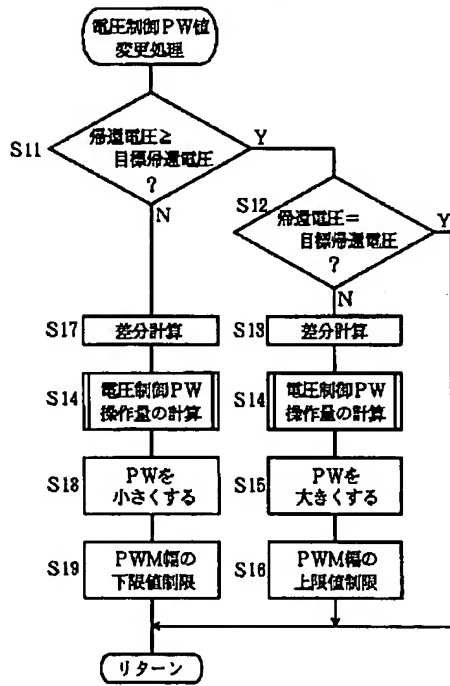 電圧制御PW値
変更処理
S11
帰還電圧≧
目標帰還電圧
?
Y
N
S12
帰還電圧=
目標帰還電圧
?
Y
N
S17
差分計算
S13
差分計算
S14
電圧制御PW
操作量の計算
S14
電圧制御PW
操作量の計算
S18
PWを
小さくする
S15
PWを
大きくする
S19
PWM幅の
下限値制限
S16
PWM幅の
上限値制限
リターン